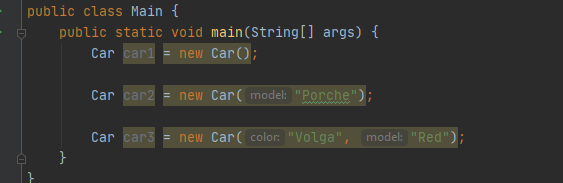 public class Main {
public static void main(String[] args) {
Car car1 = new Car();
Car car2 = new Car( model: "Porche");
Car car3 = new Car( color: "Volga", model: "Red");
}
}